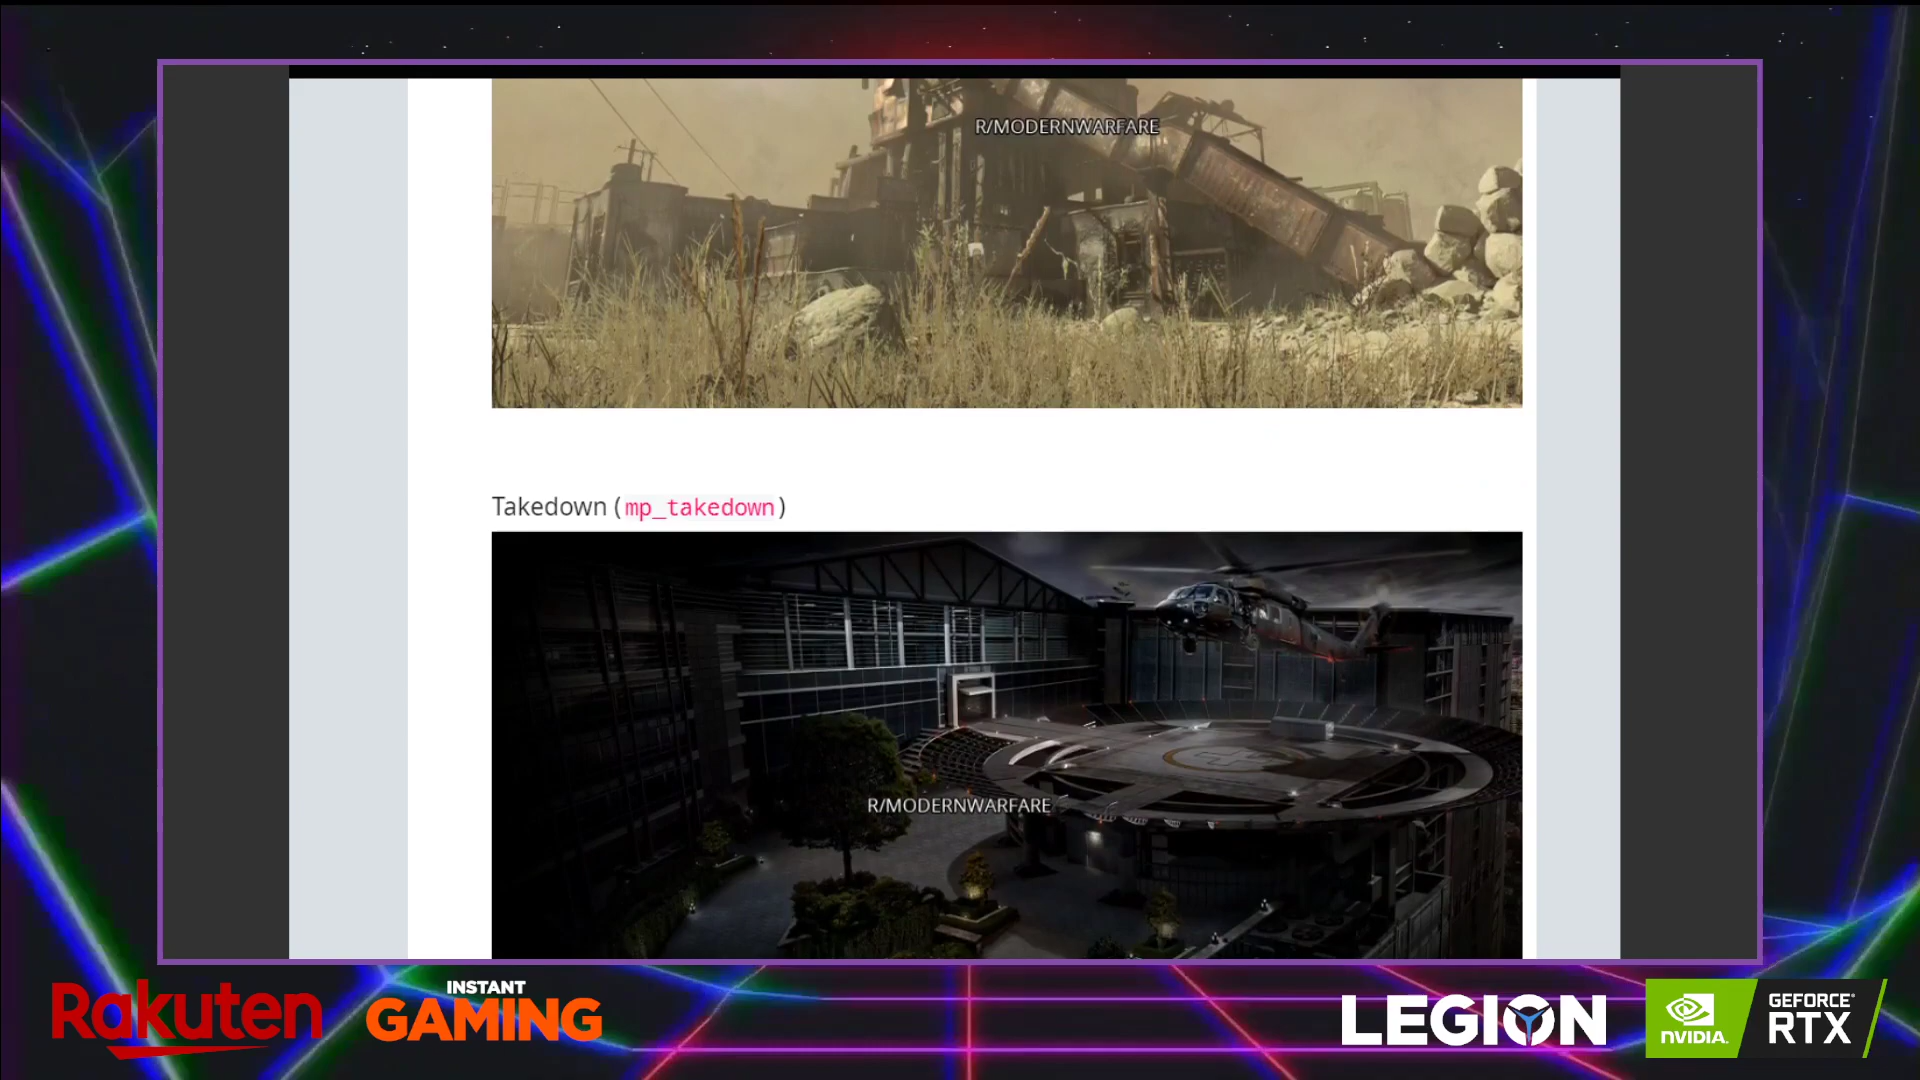 R/MODERNWARFARE
Takedown (mp_takedown)
R/MODERNWARFARE
Rakuten
INSTANT
GAMING
LEGION
NVIDIA.
GEFORCE®
RTX